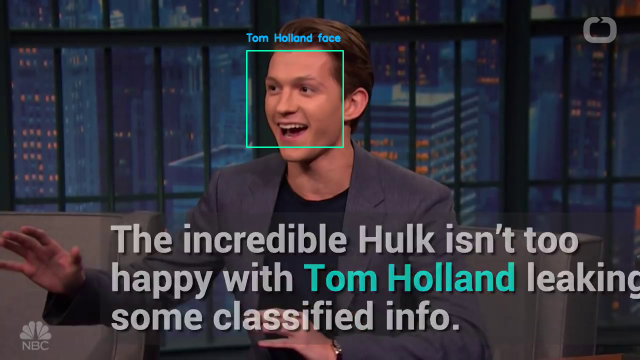 Tom Holland face
The incredible Hulk isn't too
happy with Tom Holland leaking
some classified info.
NBC